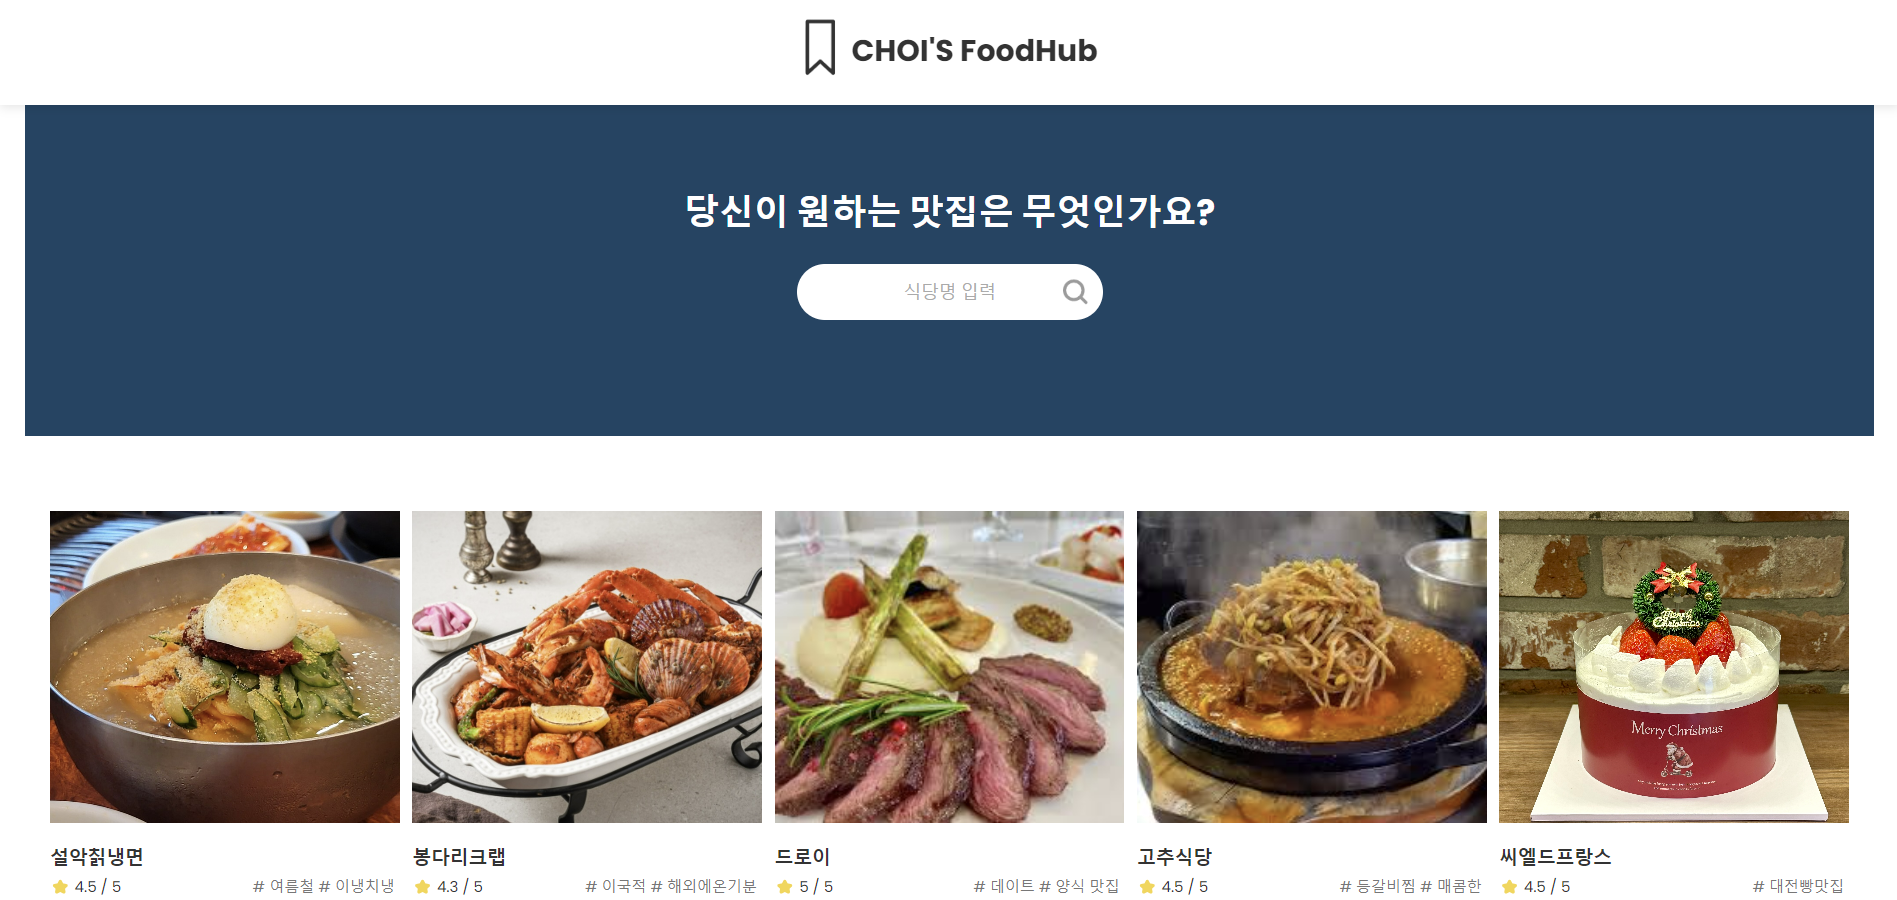 CHOI'S FoodHub
당신이 원하는 맛집은 무엇인가요?
식당명 입력
Merry
Christmas
Merry Christmas
설악칡냉면
4.5 / 5
# 여름철 # 이냉치냉
봉다리크랩
4.3 / 5
# 이국적 # 해외에온기분
드로이
5 / 5
# 데이트 # 양식 맛집
고추식당
4.5 / 5
# 등갈비찜 # 매콤한
씨엘드프랑스
4.5 / 5
# 대전빵맛집